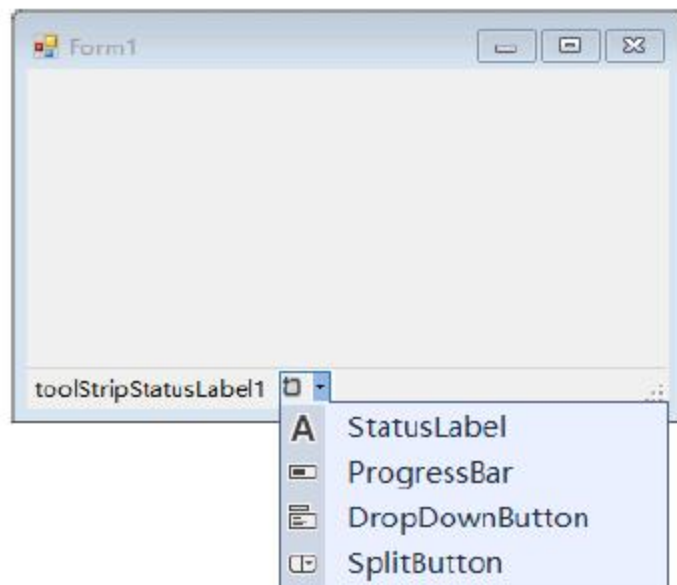 Form1
toolStripStatusLabel1
A StatusLabel
ProgressBar
DropDownButton
SplitButton